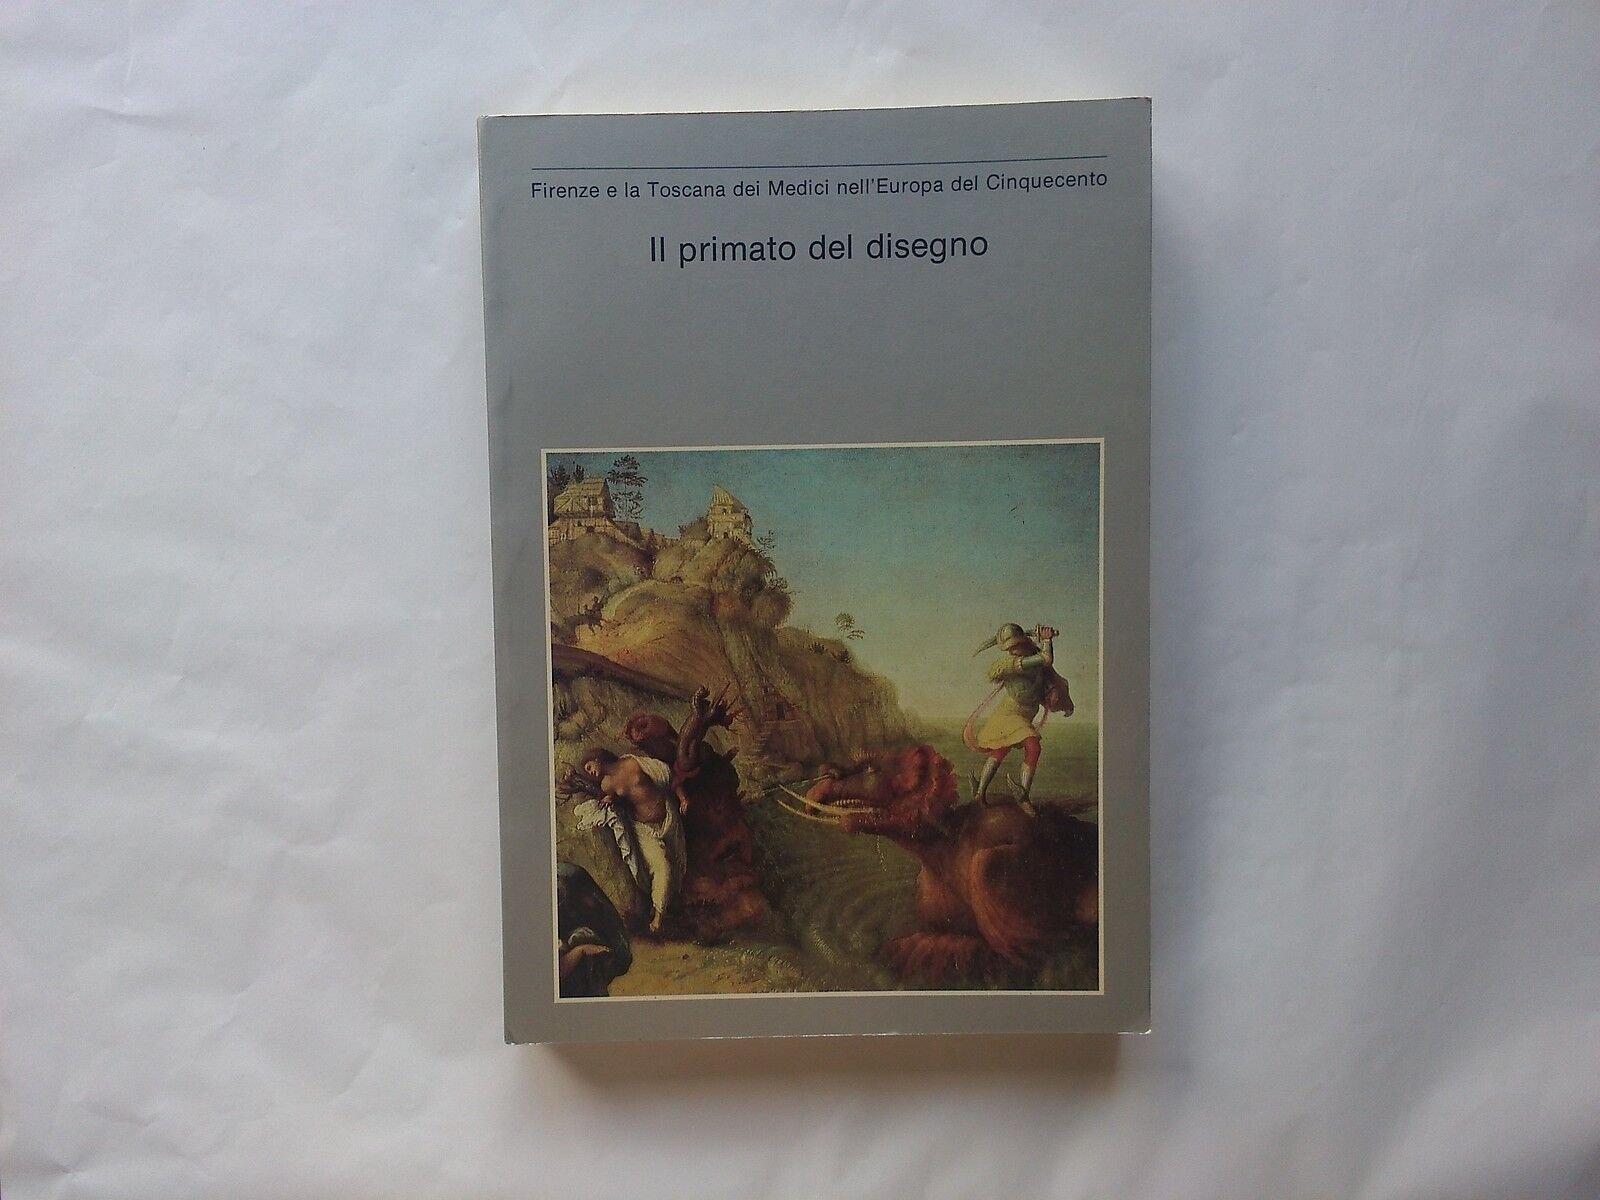 Firenze e la Toscana dei Medici nell'Europa del Cinquecento
Il primato del disegno